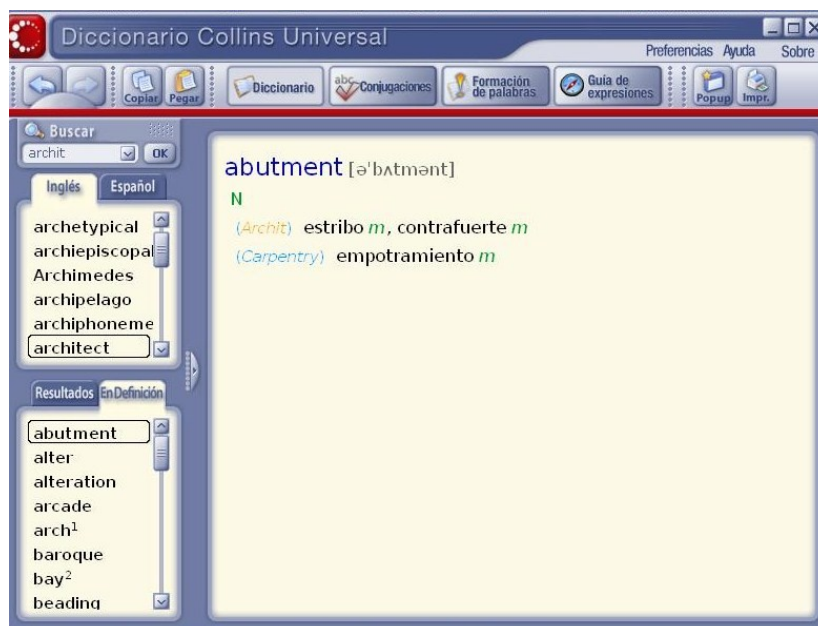 Diccionario Collins Universal
Preferencias Ayuda Sobre
Copiar Pegar Diccionario abc Conjugaciones Formación de palabras Guía de expresiones Popup Impr.
Buscar
archit OK
Inglés Español
archetypical
archiepiscopal
Archimedes
archipelago
archiphoneme
architect
Resultados En Definición
abutment
alter
alteration
arcade
arch¹
baroque
bay²
beading
abutment [ə'bʌtmənt]
N
(Archit) estribo m, contrafuerte m
(Carpentry) empotramiento m